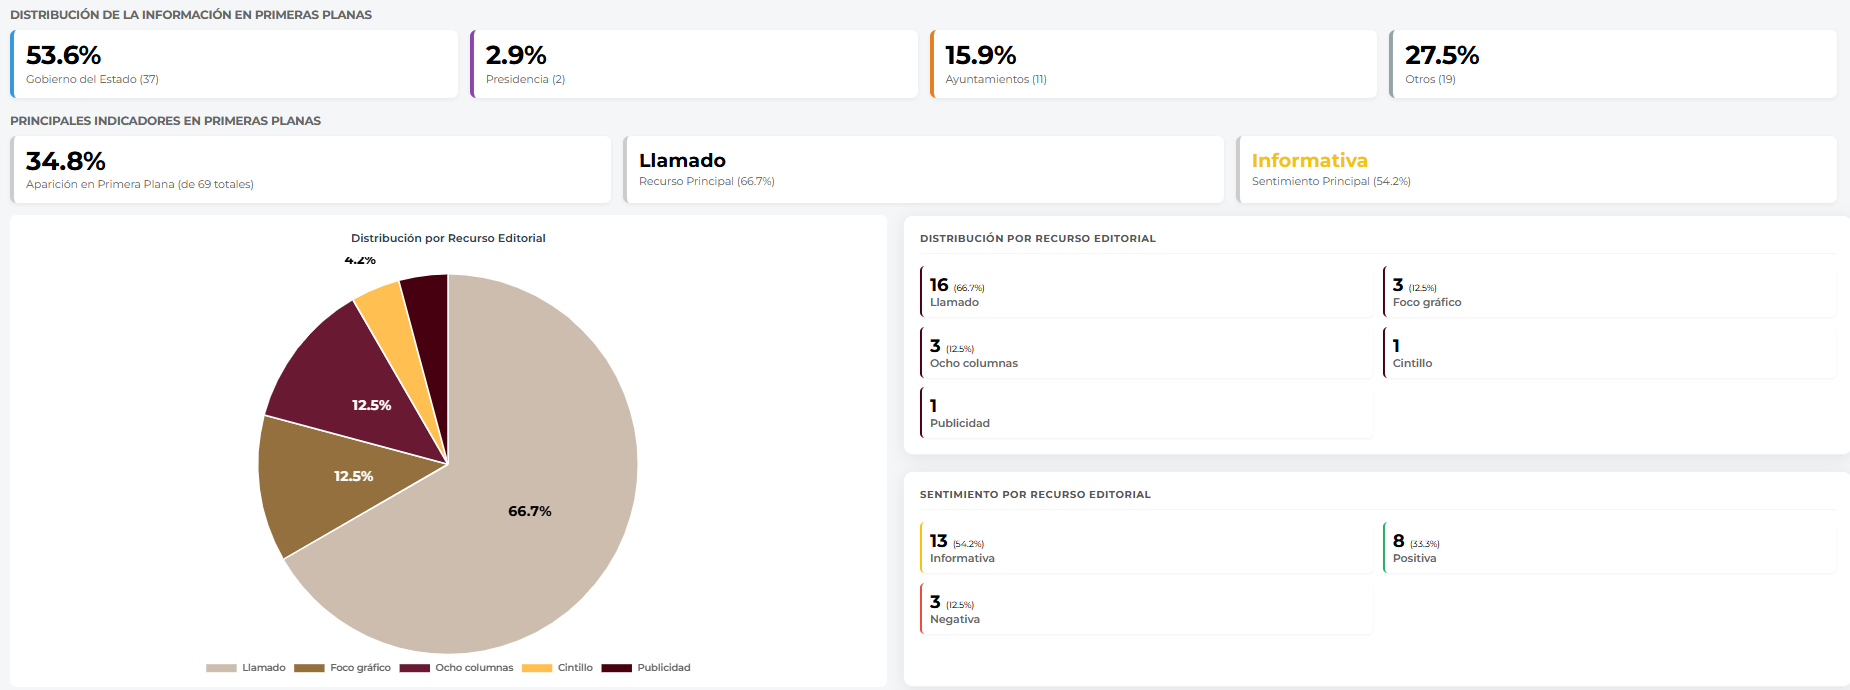 DISTRIBUCIÓN DE LA INFORMACIÓN EN PRIMERAS PLANAS
53.6%
Gobierno del Estado (37)
2.9%
Presidencia (2)
15.9%
Ayuntamientos (11)
27.5%
Otros (19)
PRINCIPALES INDICADORES EN PRIMERAS PLANAS
34.8%
Aparición en Primera Plana (de 69 totales)
Llamado
Recurso Principal (66.7%)
Informativa
Sentimiento Principal (54.2%)
Distribución por Recurso Editorial
4.2%
12.5%
12.5%
66.7%
Llamado
Foco gráfico
Ocho columnas
Cintillo
Publicidad
DISTRIBUCIÓN POR RECURSO EDITORIAL
16 (66.7%)
Llamado
3 (12.5%)
Foco gráfico
3 (12.5%)
Ocho columnas
1
Cintillo
1
Publicidad
SENTIMIENTO POR RECURSO EDITORIAL
13 (54.2%)
Informativa
8 (33.3%)
Positiva
3 (12.5%)
Negativa